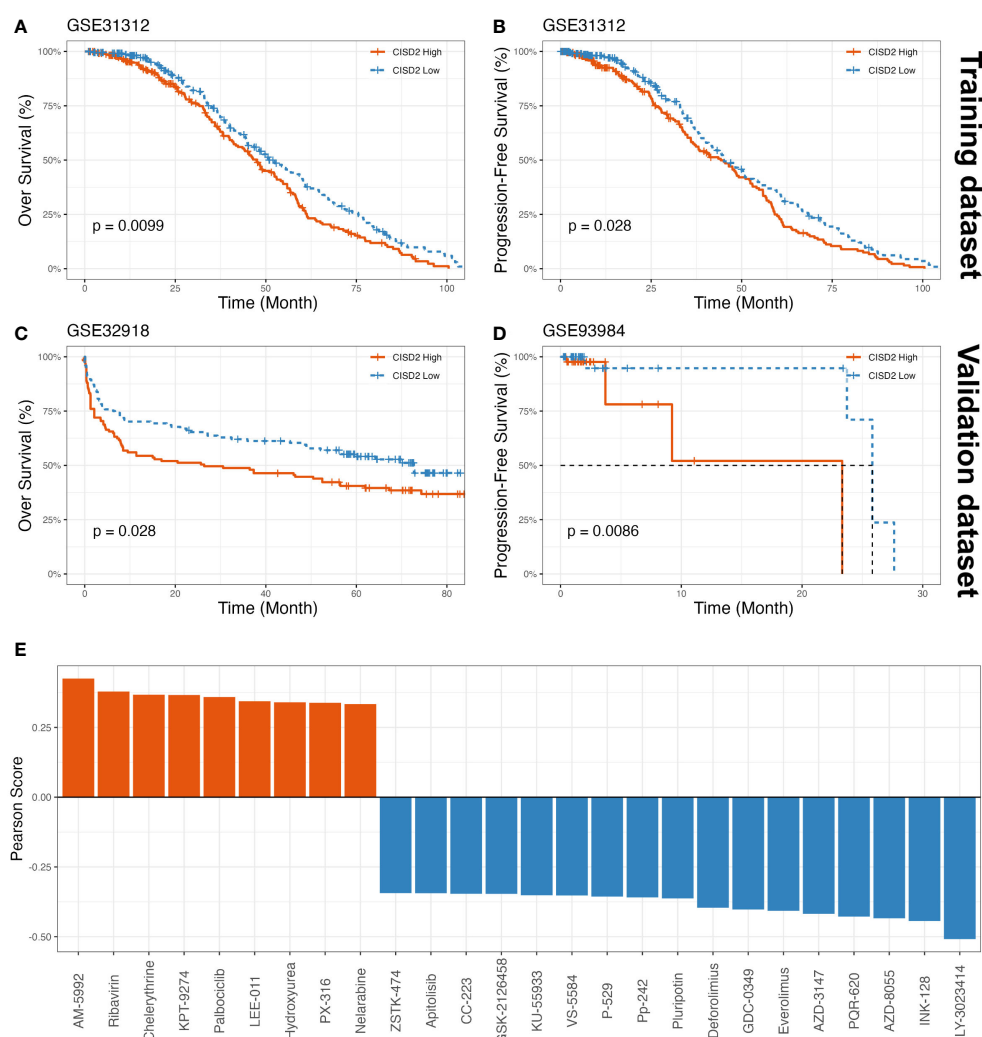 A
GSE31312
100%
75%
50%
25%
0%
Over Survival (%)
CISD2 High
CISD2 Low
p = 0.0099
0 25 50 75 100
Time (Month)
B
GSE31312
100%
75%
50%
25%
0%
Progression-Free Survival (%)
CISD2 High
CISD2 Low
p = 0.028
0 25 50 75 100
Time (Month)
Training dataset
C
GSE32918
100%
75%
50%
25%
0%
Over Survival (%)
CISD2 High
CISD2 Low
p = 0.028
0 20 40 60 80
Time (Month)
D
GSE93984
100%
75%
50%
25%
0%
Progression-Free Survival (%)
CISD2 High
CISD2 Low
p = 0.0086
0 10 20 30
Time (Month)
Validation dataset
E
Pearson Score
0.25
0.00
-0.25
-0.50
AM-5992
Ribavirin
Chelerythrine
KPT-9274
Palbociclib
LEE-011
Hydroxyurea
PX-316
Nelarabine
ZSTK-474
Apitolisib
CC-223
GSK-2126458
KU-55933
VS-5584
P-529
Pp-242
Pluripotin
Deforolimius
GDC-0349
Everolimus
AZD-3147
PQR-620
AZD-8055
INK-128
LY-3023414